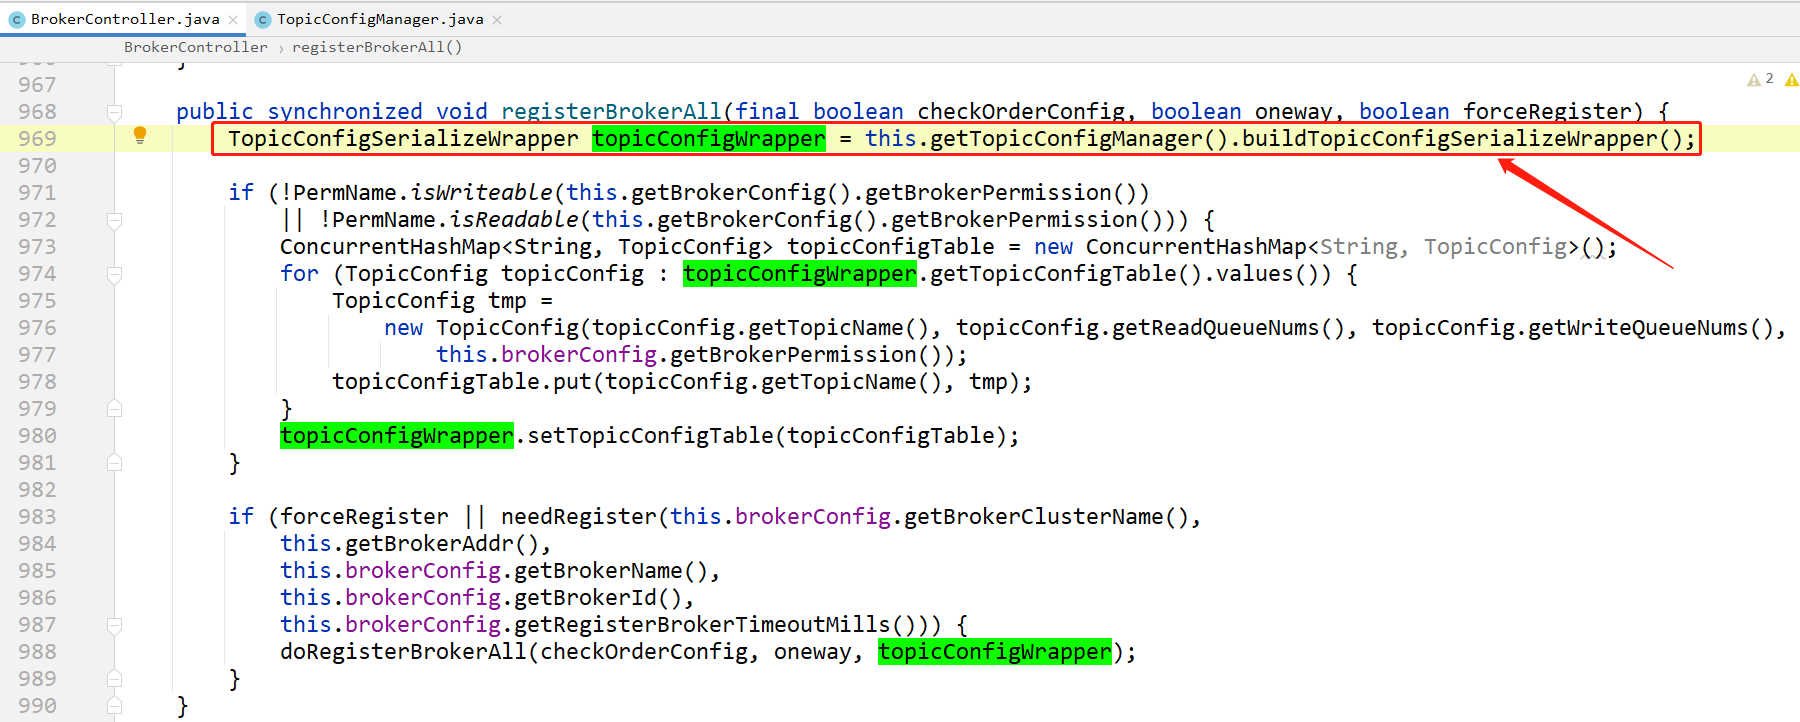 BrokerController.java × TopicConfigManager.java ×
BrokerController › registerBrokerAll()
}
967
2
968 public synchronized void registerBrokerAll(final boolean checkOrderConfig, boolean oneway, boolean forceRegister) {
969 TopicConfigSerializeWrapper topicConfigWrapper = this.getTopicConfigManager().buildTopicConfigSerializeWrapper();
970
971 if (!PermName.isWriteable(this.getBrokerConfig().getBrokerPermission())
972 || !PermName.isReadable(this.getBrokerConfig().getBrokerPermission())) {
973 ConcurrentHashMap<String, TopicConfig> topicConfigTable = new ConcurrentHashMap<String, TopicConfig>();
974 for (TopicConfig topicConfig : topicConfigWrapper.getTopicConfigTable().values()) {
975 TopicConfig tmp =
976 new TopicConfig(topicConfig.getTopicName(), topicConfig.getReadQueueNums(), topicConfig.getWriteQueueNums(),
977 this.brokerConfig.getBrokerPermission());
978 topicConfigTable.put(topicConfig.getTopicName(), tmp);
979 }
980 topicConfigWrapper.setTopicConfigTable(topicConfigTable);
981 }
982
983 if (forceRegister || needRegister(this.brokerConfig.getBrokerClusterName(),
984 this.getBrokerAddr(),
985 this.brokerConfig.getBrokerName(),
986 this.brokerConfig.getBrokerId(),
987 this.brokerConfig.getRegisterBrokerTimeoutMills())) {
988 doRegisterBrokerAll(checkOrderConfig, oneway, topicConfigWrapper);
989 }
990 }